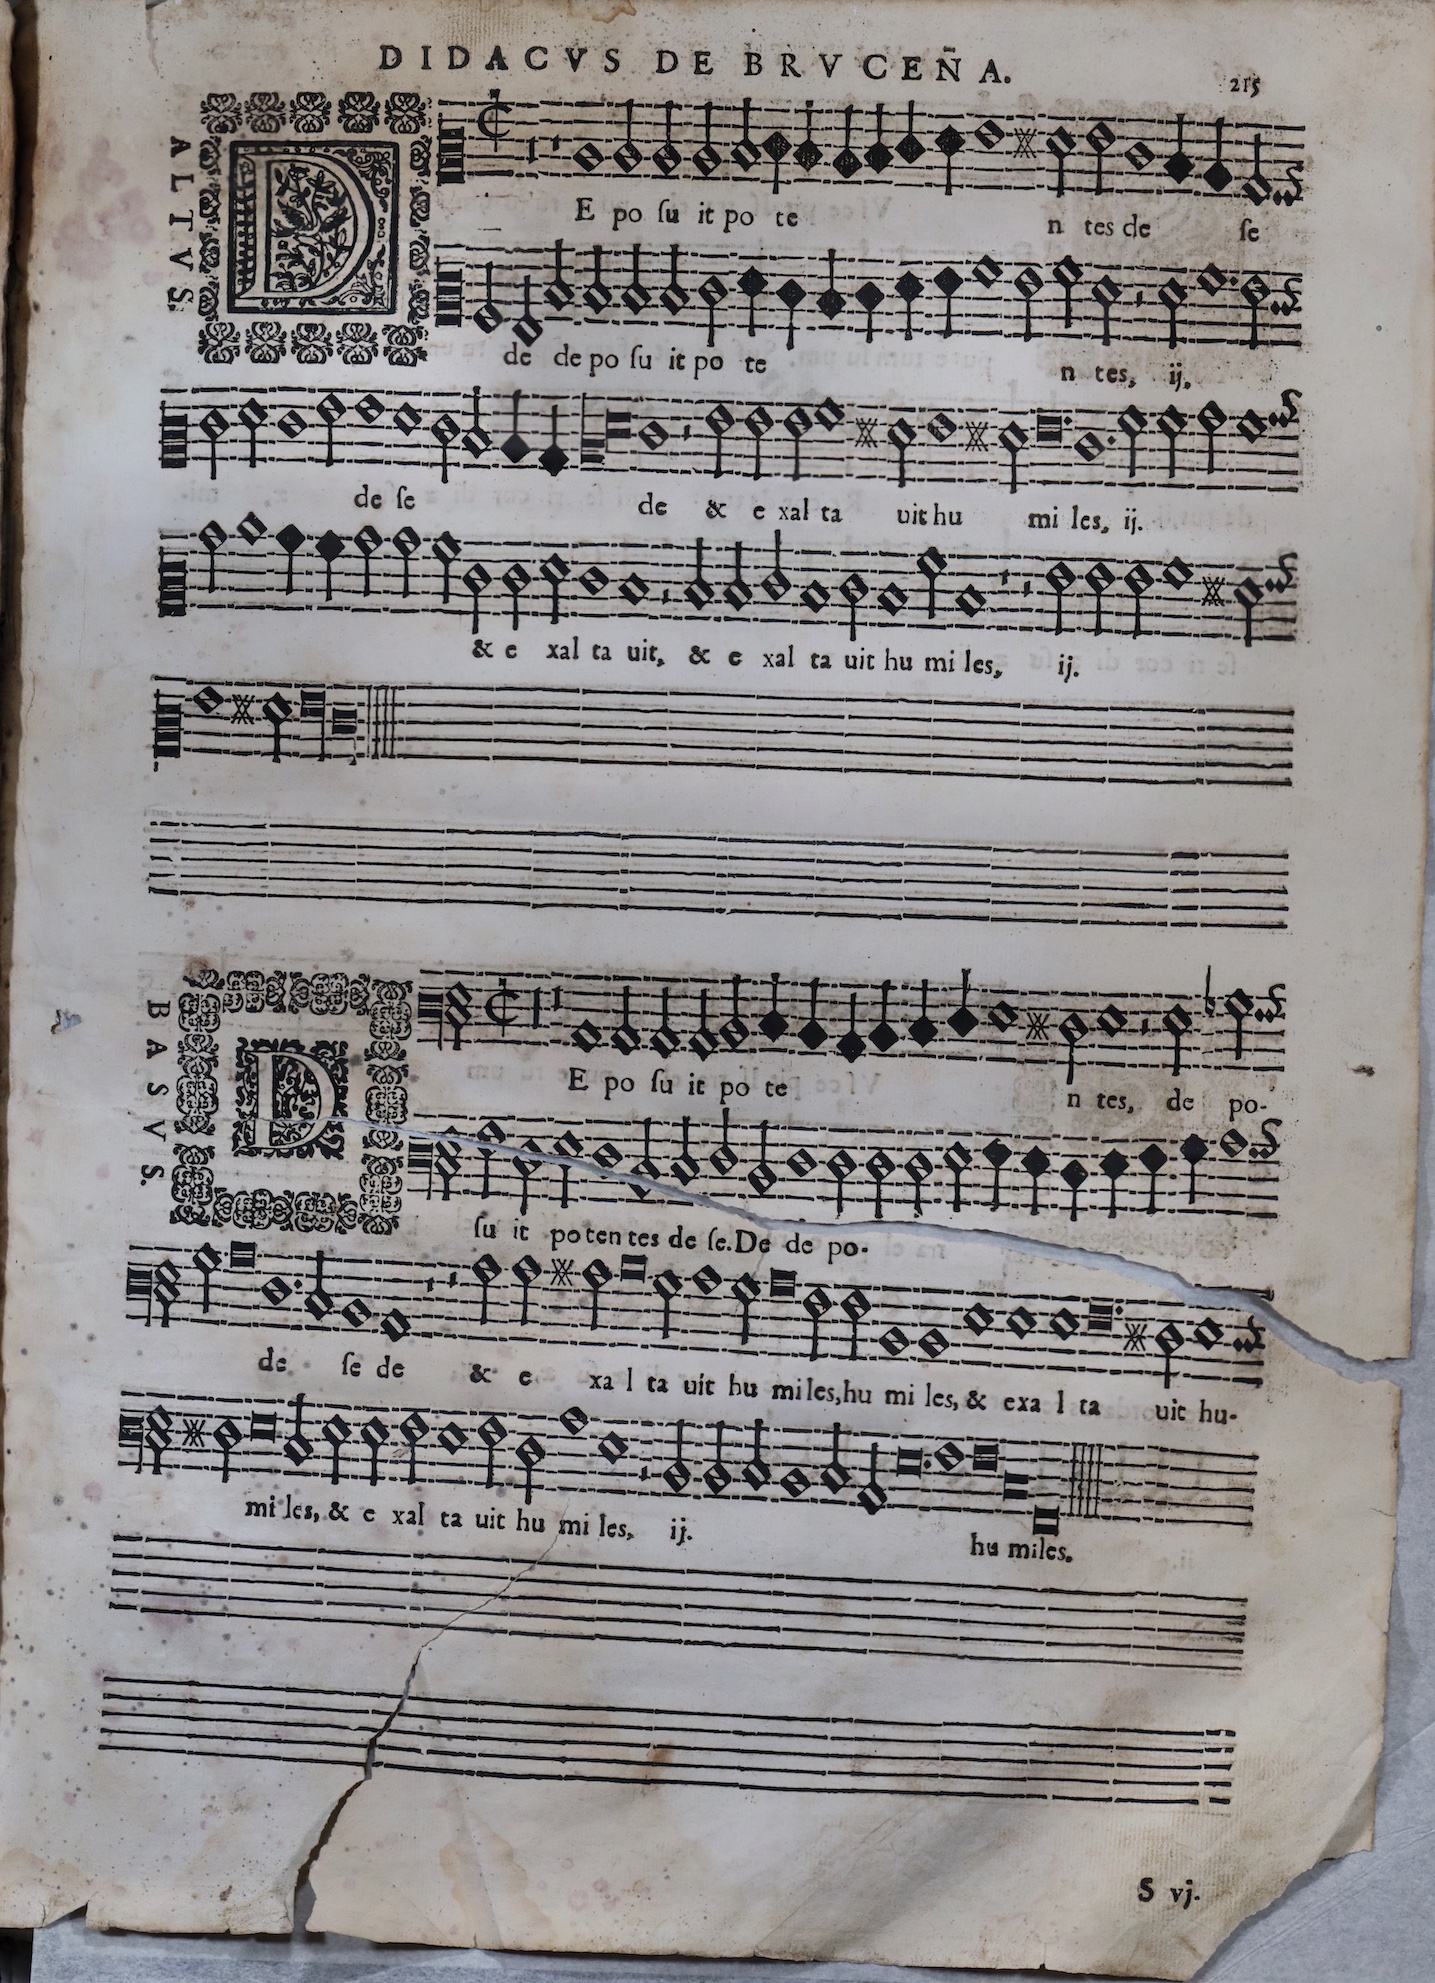 DIDACVS DE BRVCEÑA.
215
ALTVS.
D
E po ſu it po te n tes de ſe
de de po ſu it po te n tes, ij.
de ſe de & e xal ta uit hu mi les, ij.
& e xal ta uit, & e xal ta uit hu mi les, ij.
BASVS.
D
E po ſu it po te n tes, de po-
ſu it po ten tes de ſe. De de po-
de ſe de & e xa l ta uit hu mi les, hu mi les, & exa l ta uit hu-
mi les, & e xal ta uit hu mi les, ij. hu miles.
S vj.